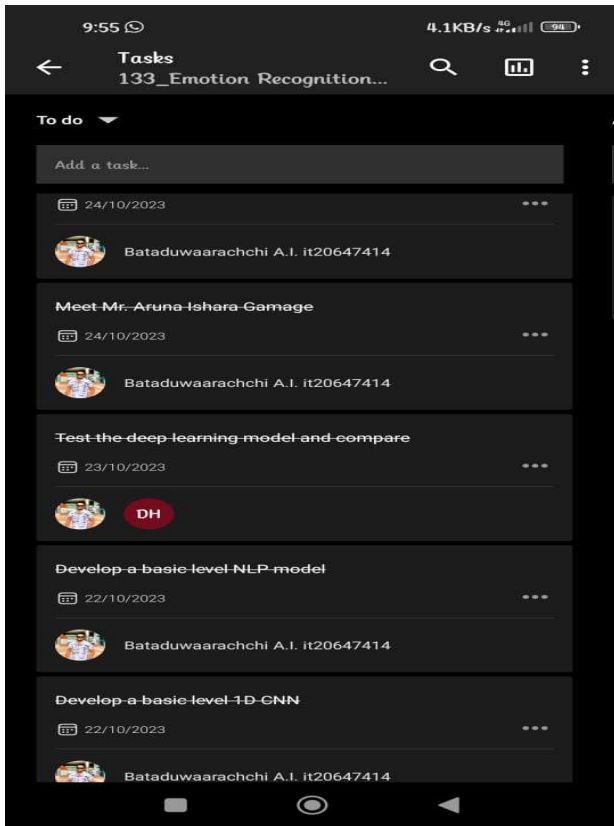 9:55
4.1KB/s 4G 94
Tasks
133_Emotion Recognition...
To do
Add a task...
24/10/2023
Bataduwaarachchi A.I. it20647414
Meet Mr. Aruna Ishara Gamage
24/10/2023
Bataduwaarachchi A.I. it20647414
Test the deep learning model and compare
23/10/2023
DH
Develop a basic level NLP model
22/10/2023
Bataduwaarachchi A.I. it20647414
Develop a basic level 1D CNN
22/10/2023
Bataduwaarachchi A.I. it20647414